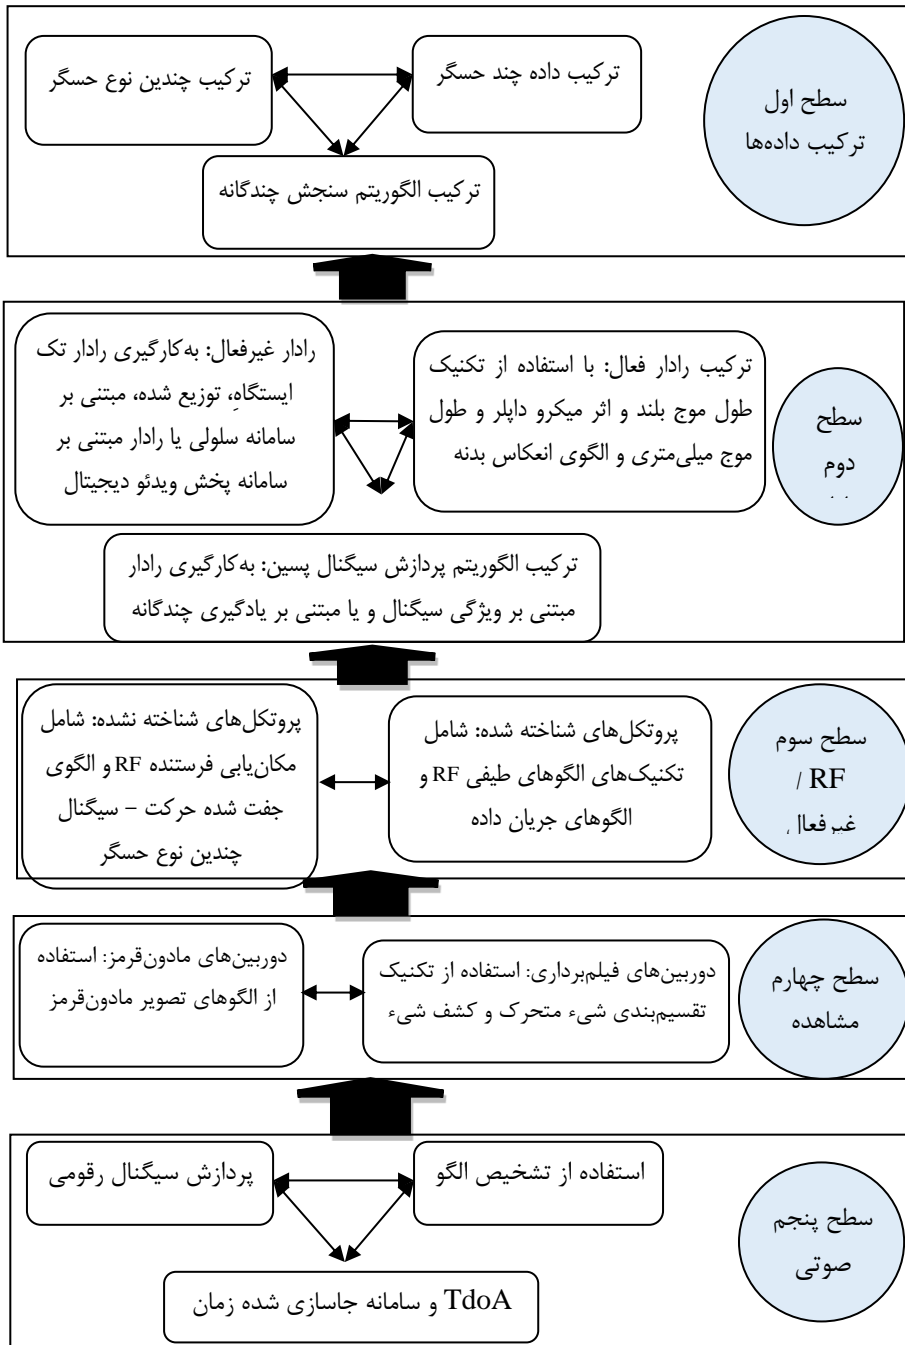 سطح اول
ترکیب داده‌ها
ترکیب داده چند حسگر
ترکیب چندین نوع حسگر
ترکیب الگوریتم سنجش چندگانه
سطح
دوم
ترکیب رادار فعال: با استفاده از تکنیک
طول موج بلند و اثر میکرو داپلر و طول
موج میلی‌متری و الگوی انعکاس بدنه
رادار غیرفعال: به‌کارگیری رادار تک
ایستگاهِ، توزیع شده، مبتنی بر
سامانه سلولی یا رادار مبتنی بر
سامانه پخش ویدئو دیجیتال
ترکیب الگوریتم پردازش سیگنال پسین: به‌کارگیری رادار
مبتنی بر ویژگی سیگنال و یا مبتنی بر یادگیری چندگانه
سطح سوم
RF /
غیرفعال
پروتکل‌های شناخته شده: شامل
تکنیک‌های الگوهای طیفی RF و
الگوهای جریان داده
پروتکل‌های شناخته نشده: شامل
مکان‌یابی فرستنده RF و الگوی
جفت شده حرکت – سیگنال
چندین نوع حسگر
سطح چهارم
مشاهده
دوربین‌های فیلم‌برداری: استفاده از تکنیک
تقسیم‌بندی شیء متحرک و کشف شیء
دوربین‌های مادون‌قرمز: استفاده
از الگوهای تصویر مادون‌قرمز
سطح پنجم
صوتی
استفاده از تشخیص الگو
پردازش سیگنال رقومی
TdoA و سامانه جاسازی شده زمان